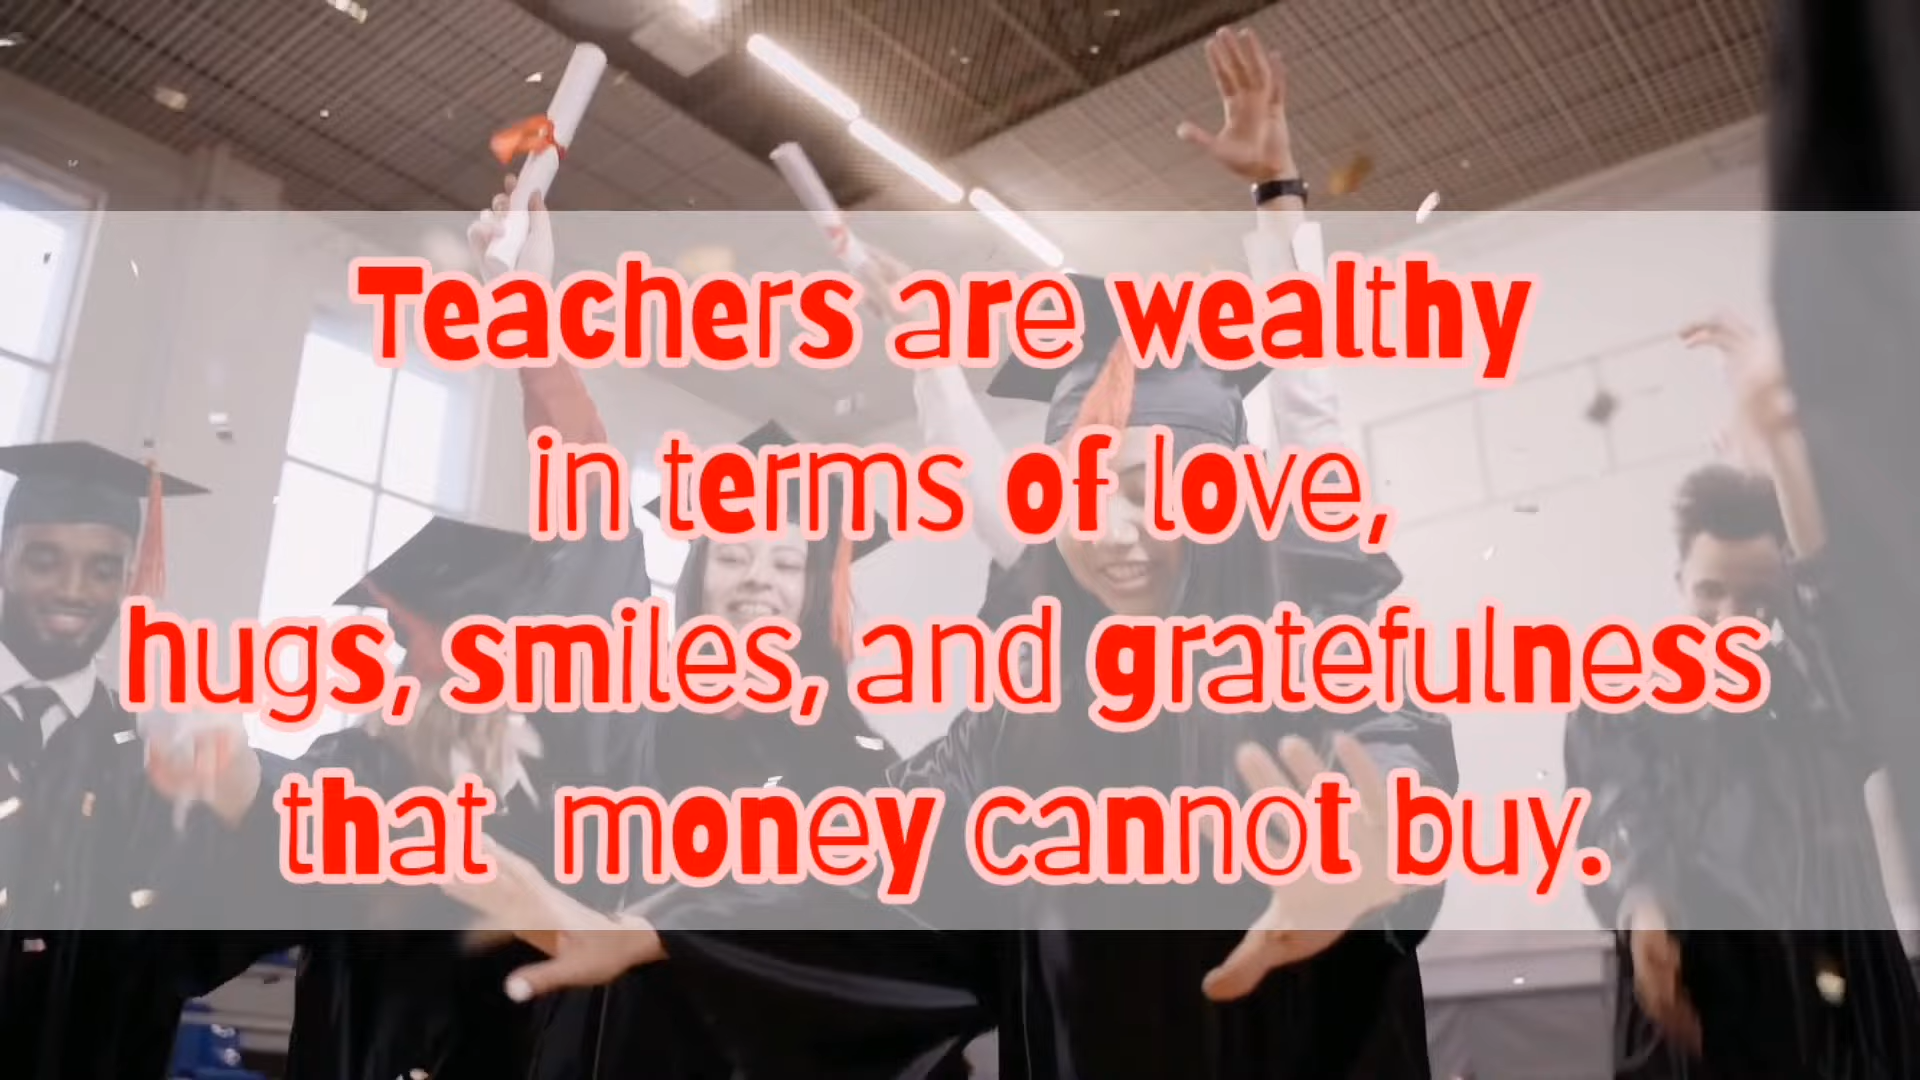 Teachers are wealthy
in terms of love,
hugs, smiles, and gratefulness
that money cannot buy.